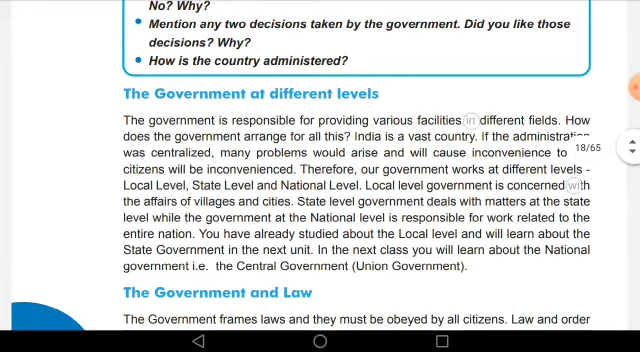 No? Why?
• Mention any two decisions taken by the government. Did you like those
decisions? Why?
• How is the country administered?
The Government at different levels
The government is responsible for providing various facilities in different fields. How
does the government arrange for all this? India is a vast country. If the administration
was centralized, many problems would arise and will cause inconvenience to
18/65
citizens will be inconvenienced. Therefore, our government works at different levels -
Local Level, State Level and National Level. Local level government is concerned with
the affairs of villages and cities. State level government deals with matters at the state
level while the government at the National level is responsible for work related to the
entire nation. You have already studied about the Local level and will learn about the
State Government in the next unit. In the next class you will learn about the National
government i.e. the Central Government (Union Government).
The Government and Law
The Government frames laws and they must be obeyed by all citizens. Law and order